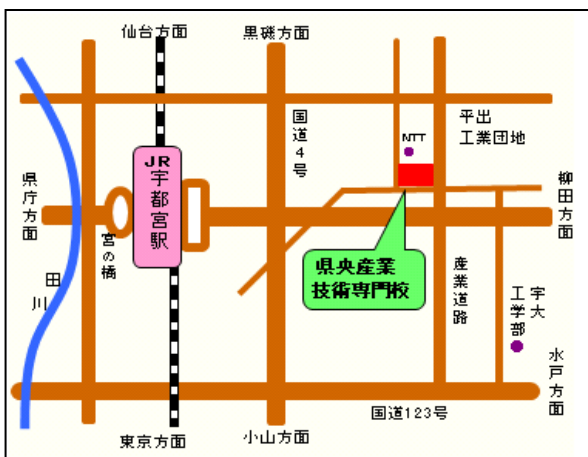 仙台方面
黒磯方面
国道4号
NTT
平出
工業団地
JR
宇都宮駅
県庁方面
柳田方面
宮の橋
県央産業
技術専門校
田川
産業道路
宇大
工学部
水戸方面
国道123号
東京方面
小山方面